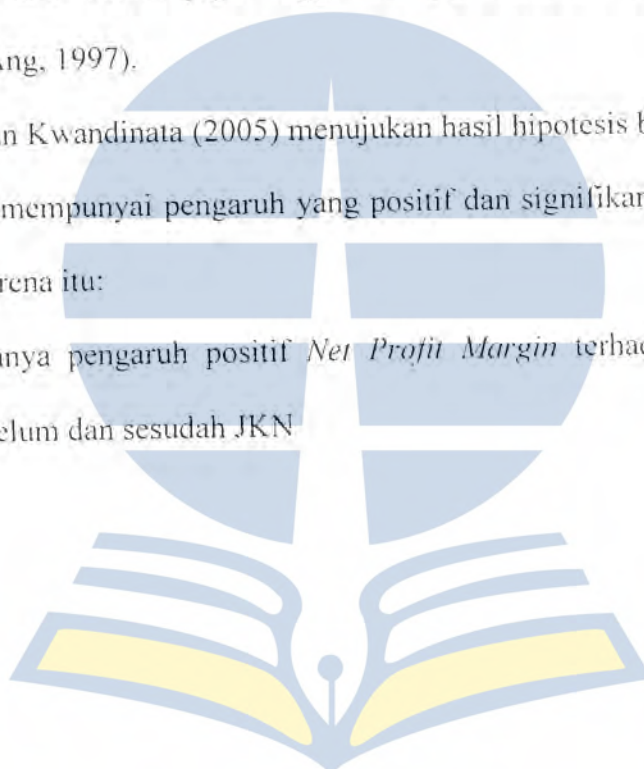 ng, 1997).
n Kwandinata (2005) menujukan hasil hipotesis b
mempunyai pengaruh yang positif dan signifikan
rena itu:
nya pengaruh positif Net Profit Margin terhad
elum dan sesudah JKN